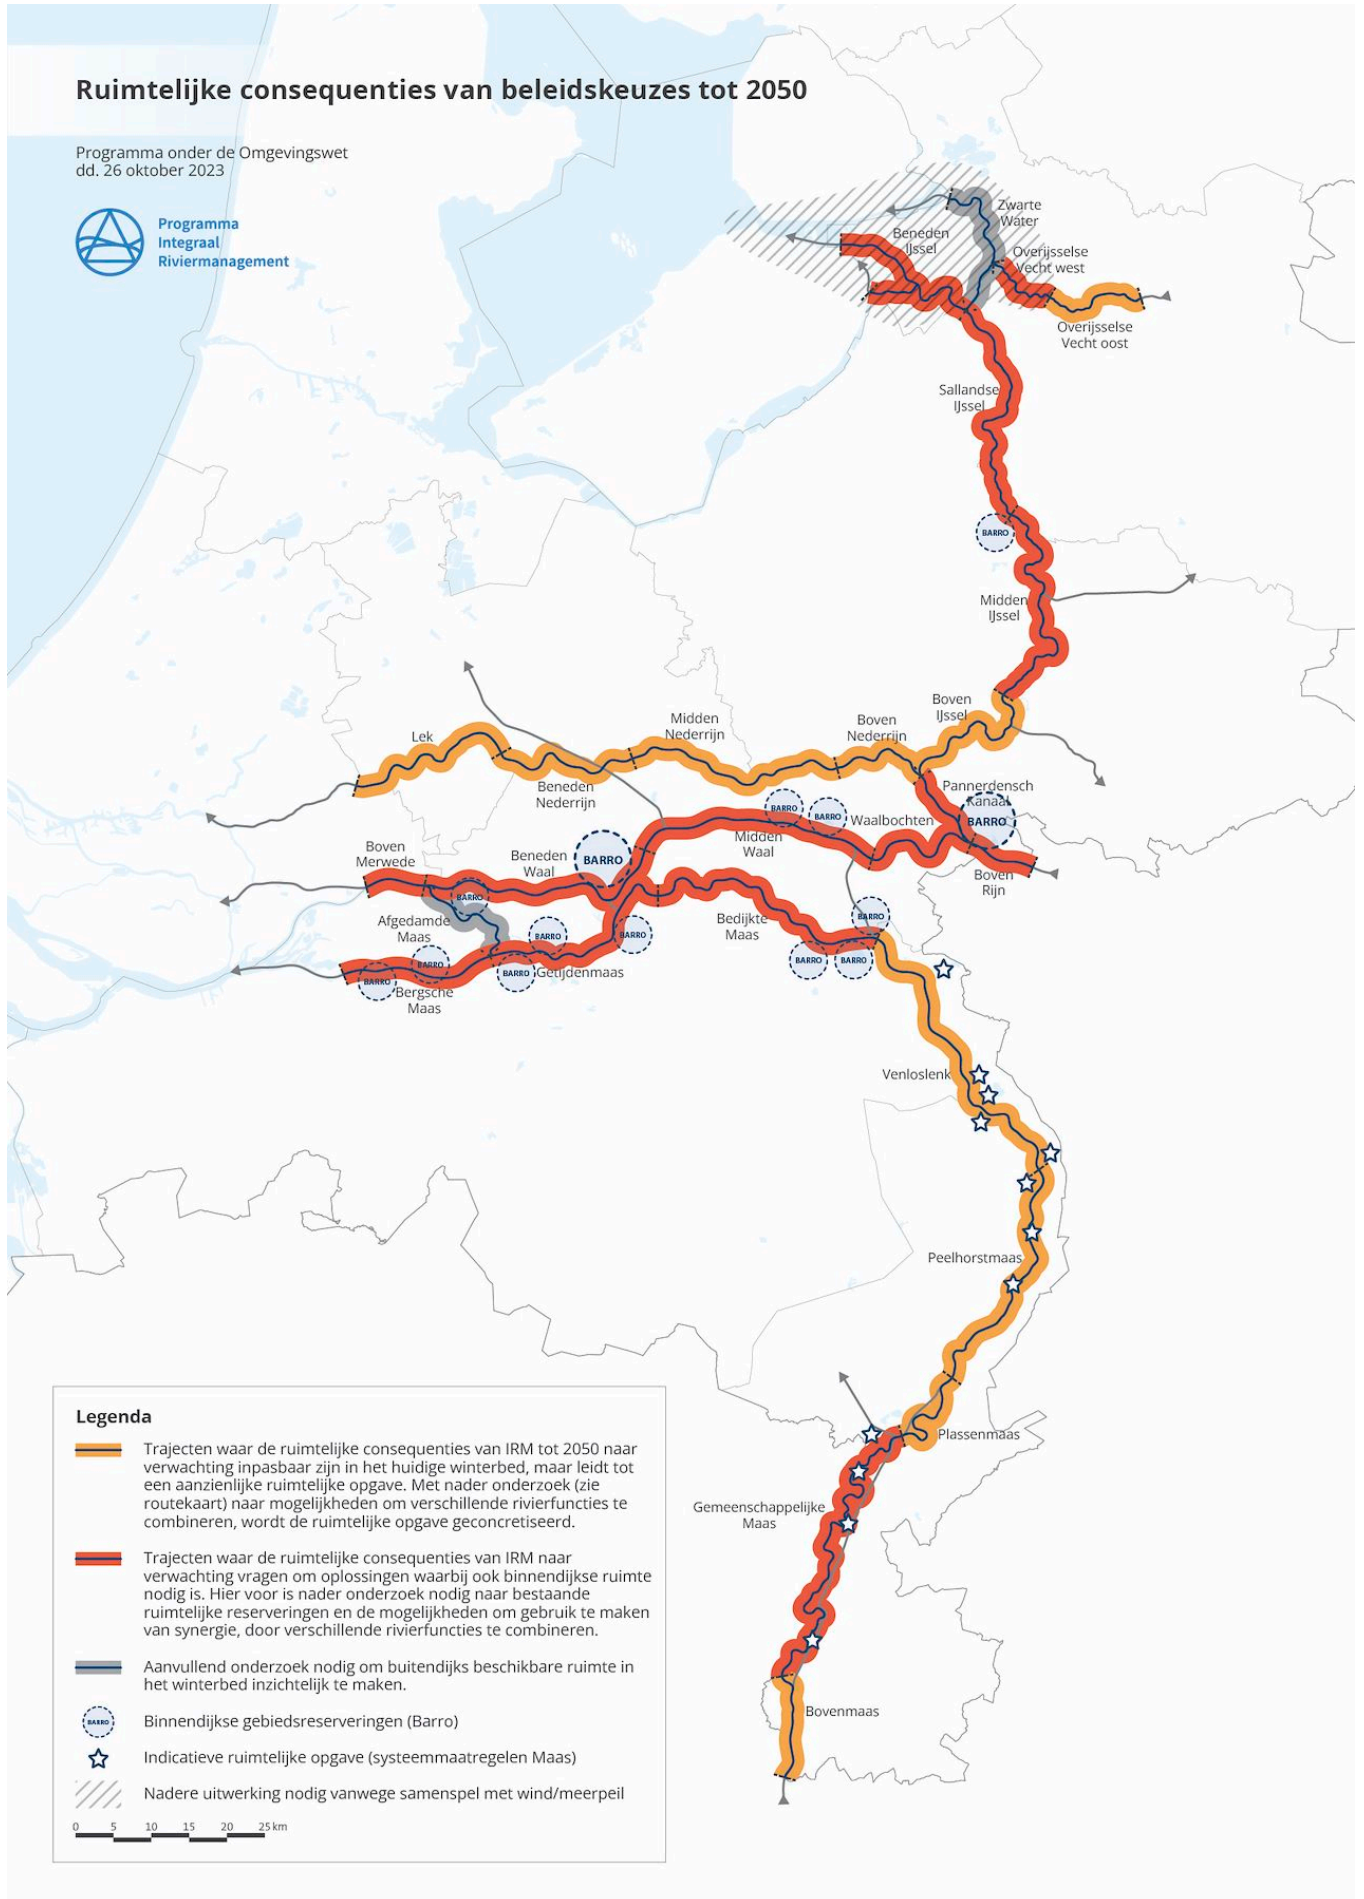 Ruimtelijke consequenties van beleidskeuzes tot 2050
Programma onder de Omgevingswet
dd. 26 oktober 2023
Programma
Integraal
Riviermanagement
Zwarte
Water
Beneden
IJssel
Overijsselse
Vecht west
Overijsselse
Vecht oost
Sallandse
IJssel
BARRO
Midden
IJssel
Boven
IJssel
Lek
Midden
Nederrijn
Boven
Nederrijn
Beneden
Nederrijn
Pannerdensch
Kanaal
BARRO
BARRO
BARRO
Waalbochten
Midden
Waal
Boven
Merwede
Beneden
Waal
BARRO
Boven
Rijn
BARRO
Afgedamde
Maas
BARRO
BARRO
Bedijkte
Maas
BARRO
BARRO
BARRO
BARRO
BARRO
BARRO
Getijdenmaas
Bergsche
Maas
Venloslenk
Peelhorstmaas
Plassenmaas
Gemeenschappelijke
Maas
Bovenmaas
Legenda
Trajecten waar de ruimtelijke consequenties van IRM tot 2050 naar
verwachting inpasbaar zijn in het huidige winterbed, maar leidt tot
een aanzienlijke ruimtelijke opgave. Met nader onderzoek (zie
routekaart) naar mogelijkheden om verschillende rivierfuncties te
combineren, wordt de ruimtelijke opgave geconcretiseerd.
Trajecten waar de ruimtelijke consequenties van IRM naar
verwachting vragen om oplossingen waarbij ook binnendijkse ruimte
nodig is. Hier voor is nader onderzoek nodig naar bestaande
ruimtelijke reserveringen en de mogelijkheden om gebruik te maken
van synergie, door verschillende rivierfuncties te combineren.
Aanvullend onderzoek nodig om buitendijks beschikbare ruimte in
het winterbed inzichtelijk te maken.
BARRO
Binnendijkse gebiedsreserveringen (Barro)
Indicatieve ruimtelijke opgave (systeemmaatregelen Maas)
Nadere uitwerking nodig vanwege samenspel met wind/meerpeil
0 5 10 15 20 25 km